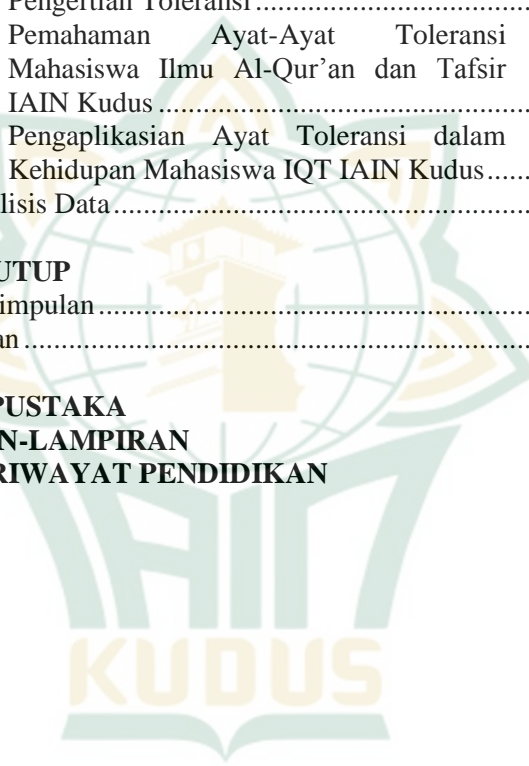 Pengertian Toleransi..............................................
Pemahaman Ayat-Ayat Toleransi
Mahasiswa Ilmu Al-Qur’an dan Tafsir
IAIN Kudus...........................................................
Pengaplikasian Ayat Toleransi dalam
Kehidupan Mahasiswa IQT IAIN Kudus......
lisis Data................................................................
UTUP
impulan..................................................................
an............................................................................
PUSTAKA
N-LAMPIRAN
RIWAYAT PENDIDIKAN
IAIN
KUDUS